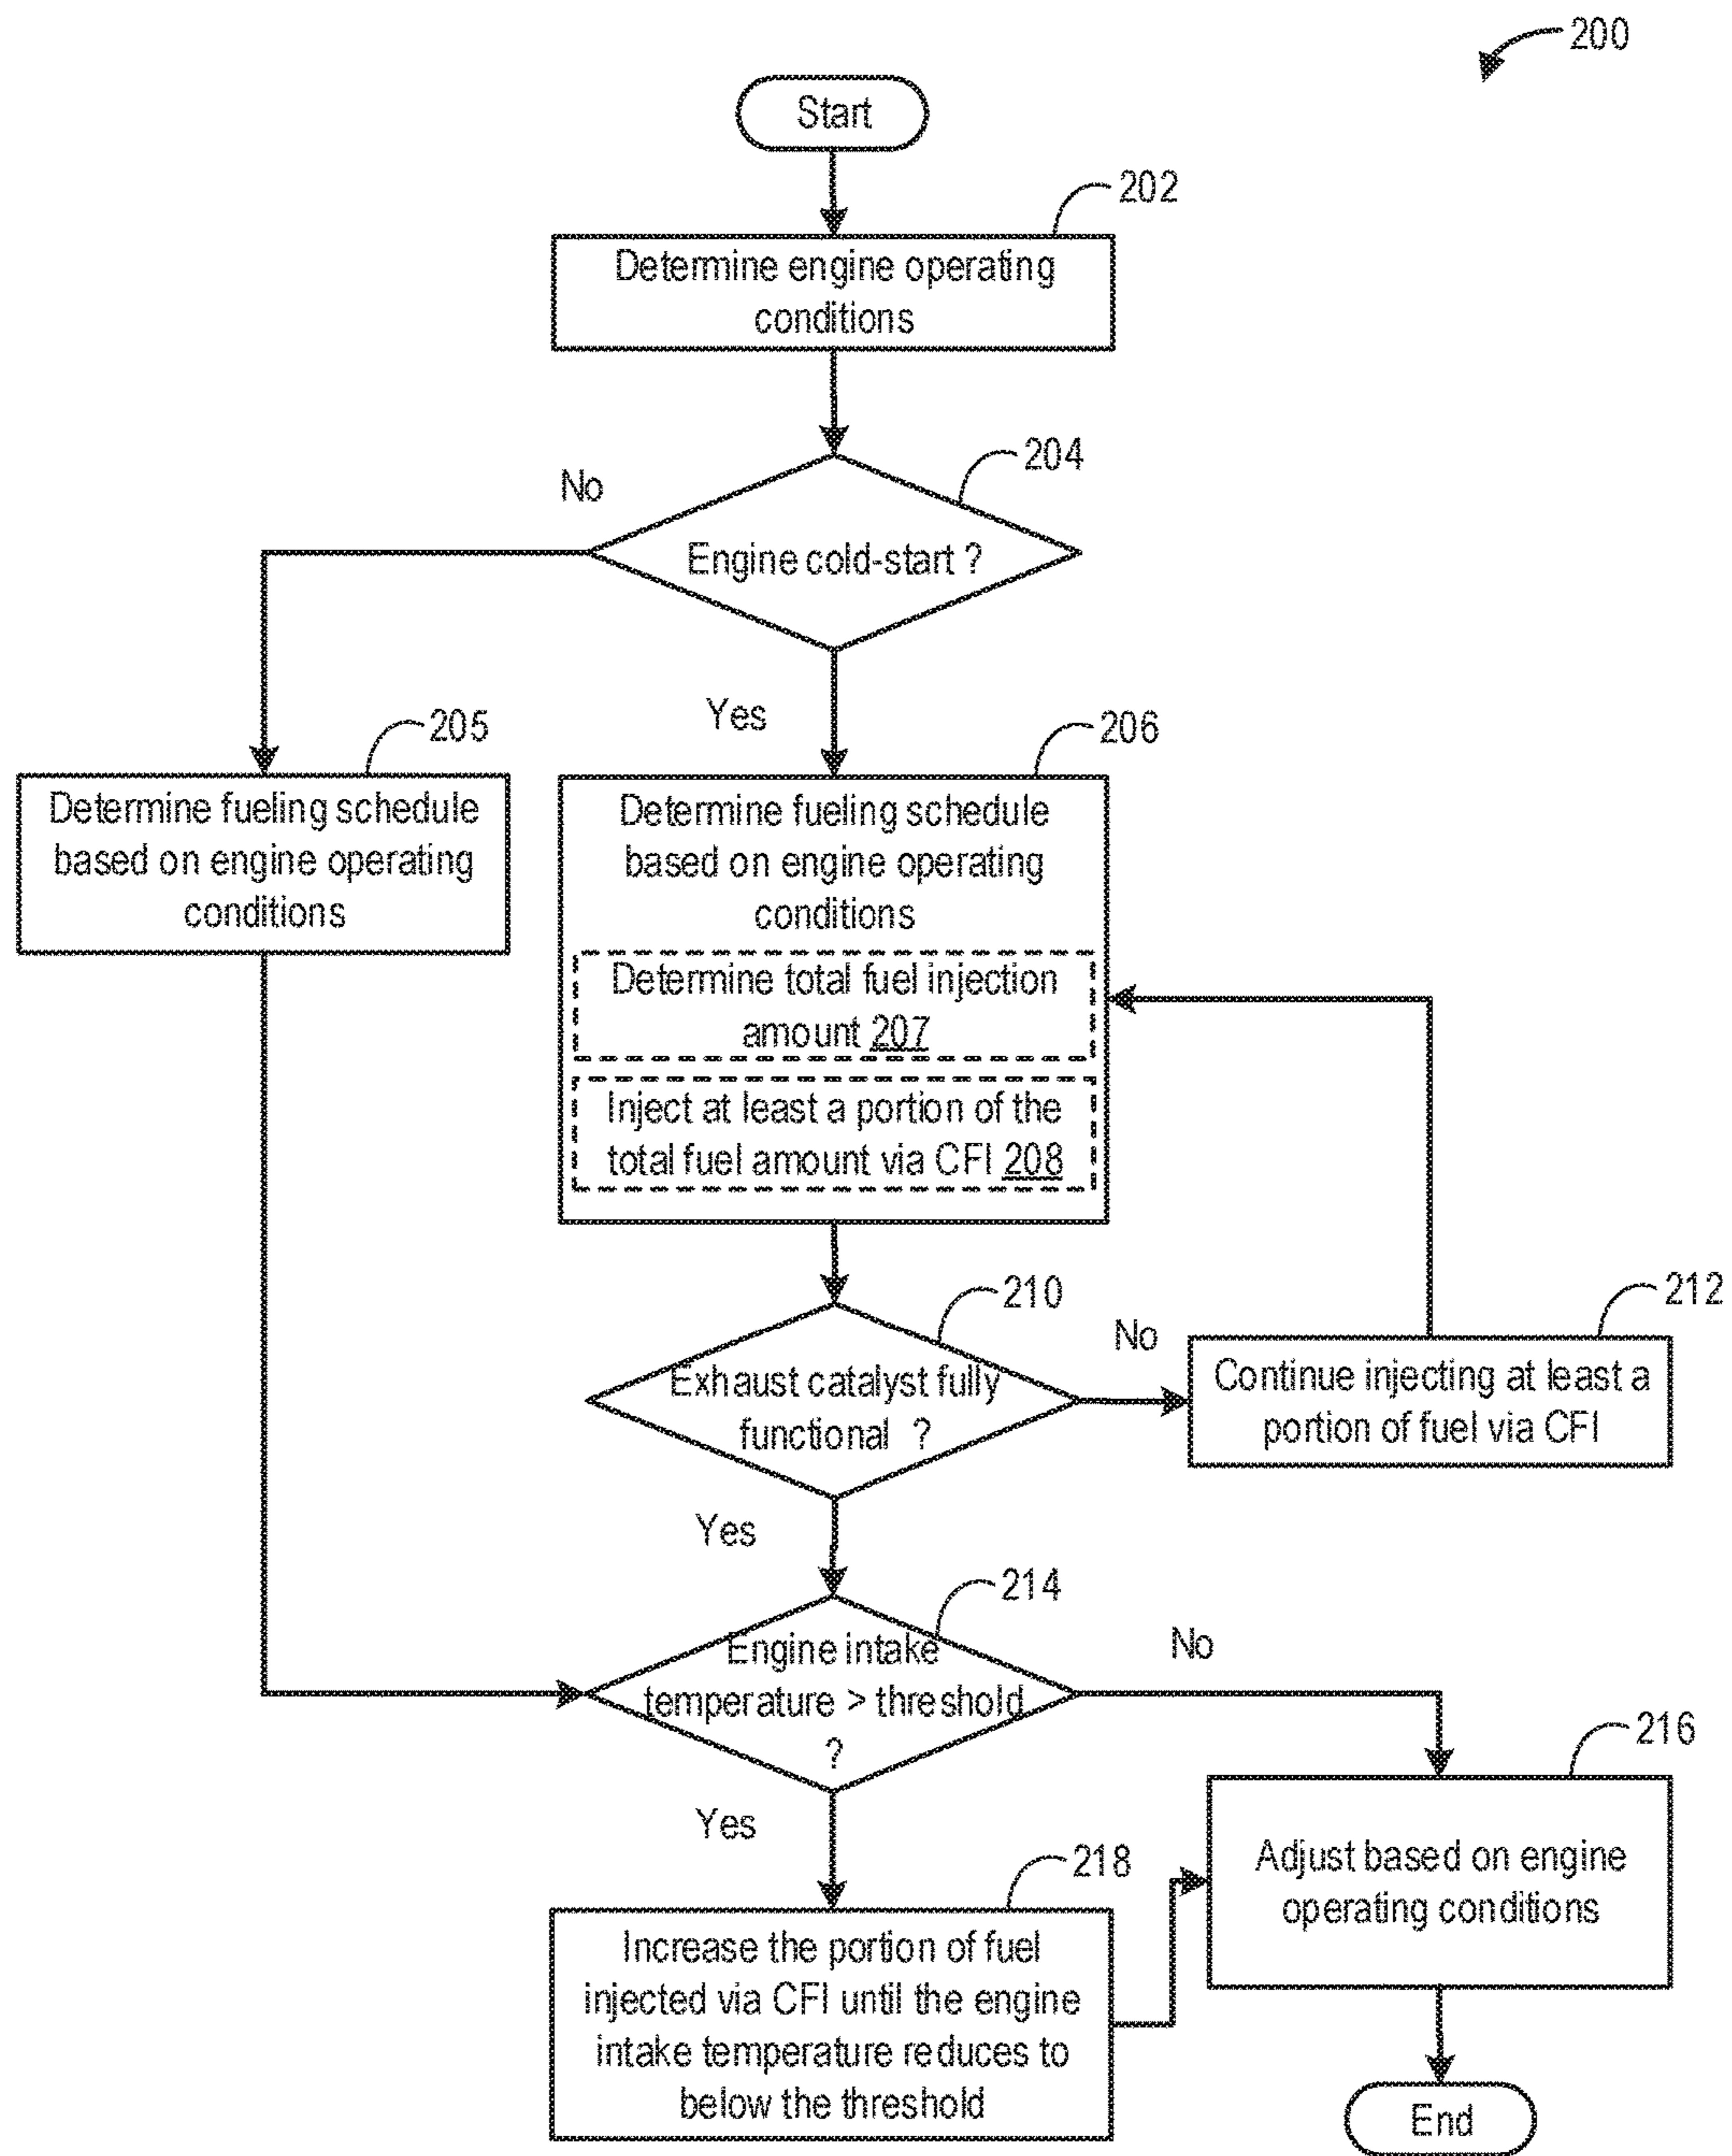 200
Start
202
Determine engine operating
conditions
204
No
Engine cold-start ?
Yes
205
Determine fueling schedule
based on engine operating
conditions
206
Determine fueling schedule
based on engine operating
conditions
Determine total fuel injection
amount 207
Inject at least a portion of the
total fuel amount via CFI 208
210
Exhaust catalyst fully
functional ?
No
212
Continue injecting at least a
portion of fuel via CFI
Yes
214
Engine intake
temperature > threshold
?
No
216
Adjust based on engine
operating conditions
Yes
218
Increase the portion of fuel
injected via CFI until the engine
intake temperature reduces to
below the threshold
End